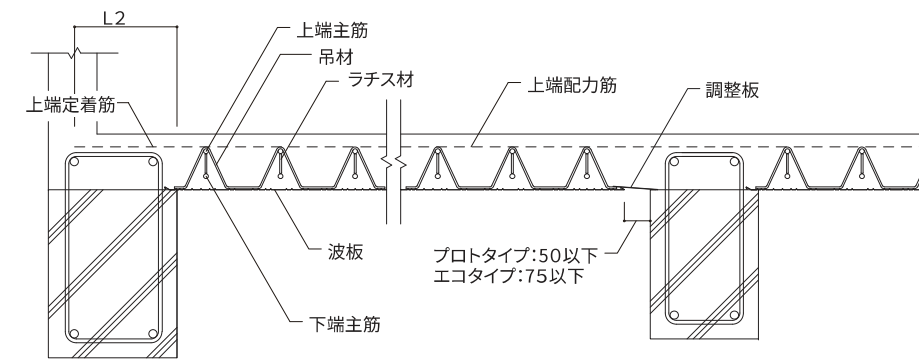 L2
上端主筋
吊材
ラチス材
上端配力筋
調整板
上端定着筋
波板
プロトタイプ:50以下
エコタイプ:75以下
下端主筋